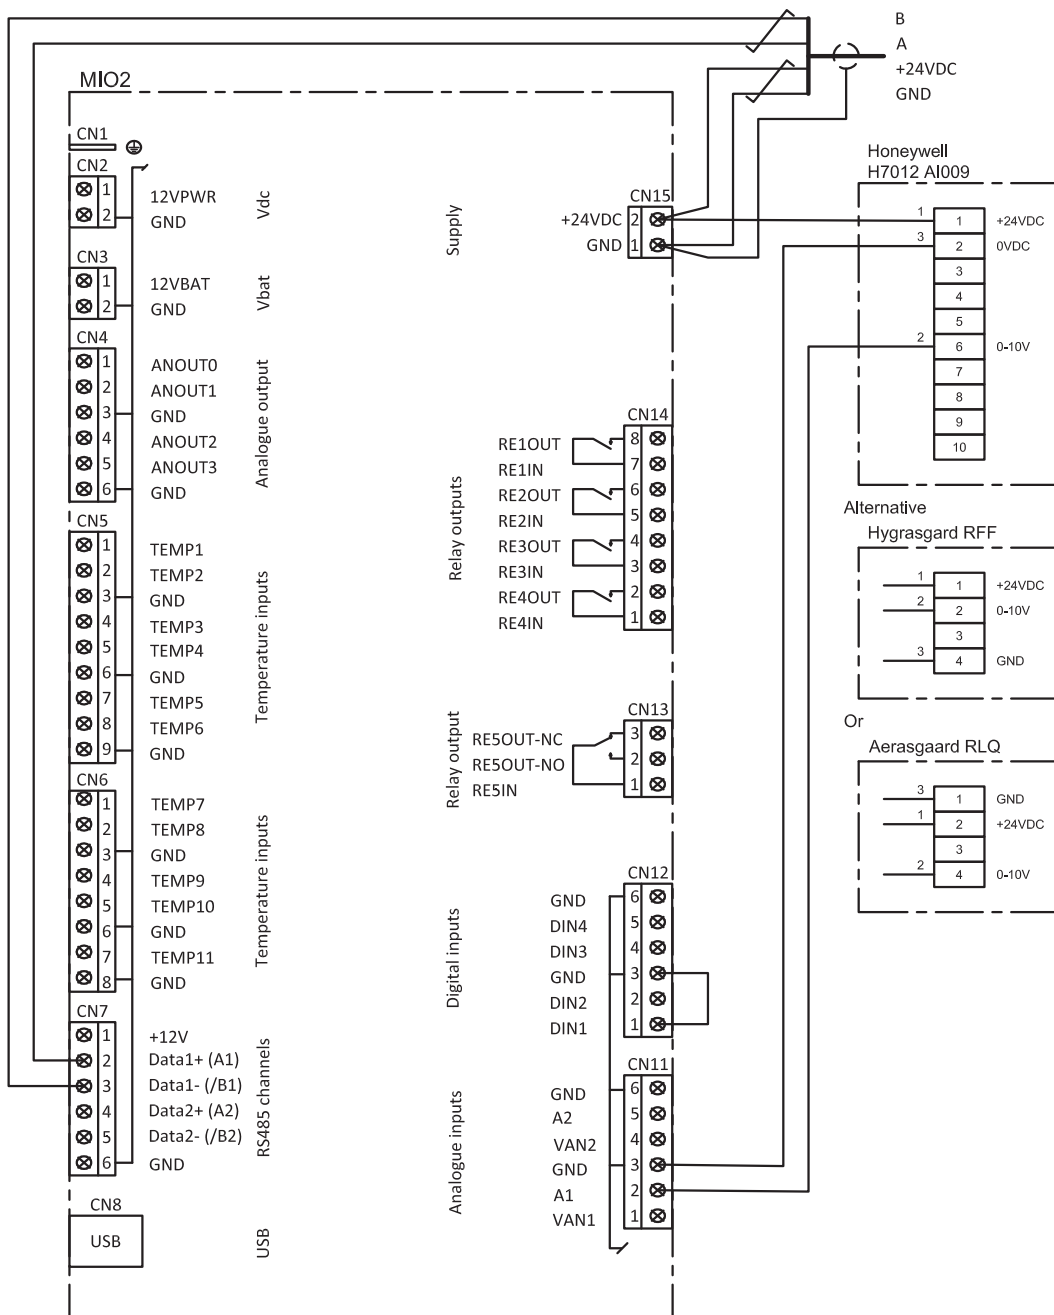 B
A
+24VDC
GND
MIO2
CN1
CN2
1 12VPWR
2 GND
Vdc
CN3
1 12VBAT
2 GND
Vbat
CN4
1 ANOUT0
2 ANOUT1
3 GND
4 ANOUT2
5 ANOUT3
6 GND
Analogue output
CN5
1 TEMP1
2 TEMP2
3 GND
4 TEMP3
5 TEMP4
6 GND
7 TEMP5
8 TEMP6
9 GND
Temperature inputs
CN6
1 TEMP7
2 TEMP8
3 GND
4 TEMP9
5 TEMP10
6 GND
7 TEMP11
8 GND
Temperature inputs
CN7
1 +12V
2 Data1+ (A1)
3 Data1- (/B1)
4 Data2+ (A2)
5 Data2- (/B2)
6 GND
RS485 channels
CN8
USB
USB
CN15
Supply
+24VDC 2
GND 1
CN14
Relay outputs
RE1OUT 8
RE1IN 7
RE2OUT 6
RE2IN 5
RE3OUT 4
RE3IN 3
RE4OUT 2
RE4IN 1
CN13
Relay output
RE5OUT-NC 3
RE5OUT-NO 2
RE5IN 1
CN12
Digital inputs
GND 6
DIN4 5
DIN3 4
GND 3
DIN2 2
DIN1 1
CN11
Analogue inputs
GND 6
A2 5
VAN2 4
GND 3
A1 2
VAN1 1
Honeywell
H7012 AI009
1 1 +24VDC
3 2 0VDC
3
4
5
2 6 0-10V
7
8
9
10
Alternative
Hygrasgard RFF
1 1 +24VDC
2 2 0-10V
3
3 4 GND
Or
Aerasgaard RLQ
3 1 GND
1 2 +24VDC
3
2 4 0-10V